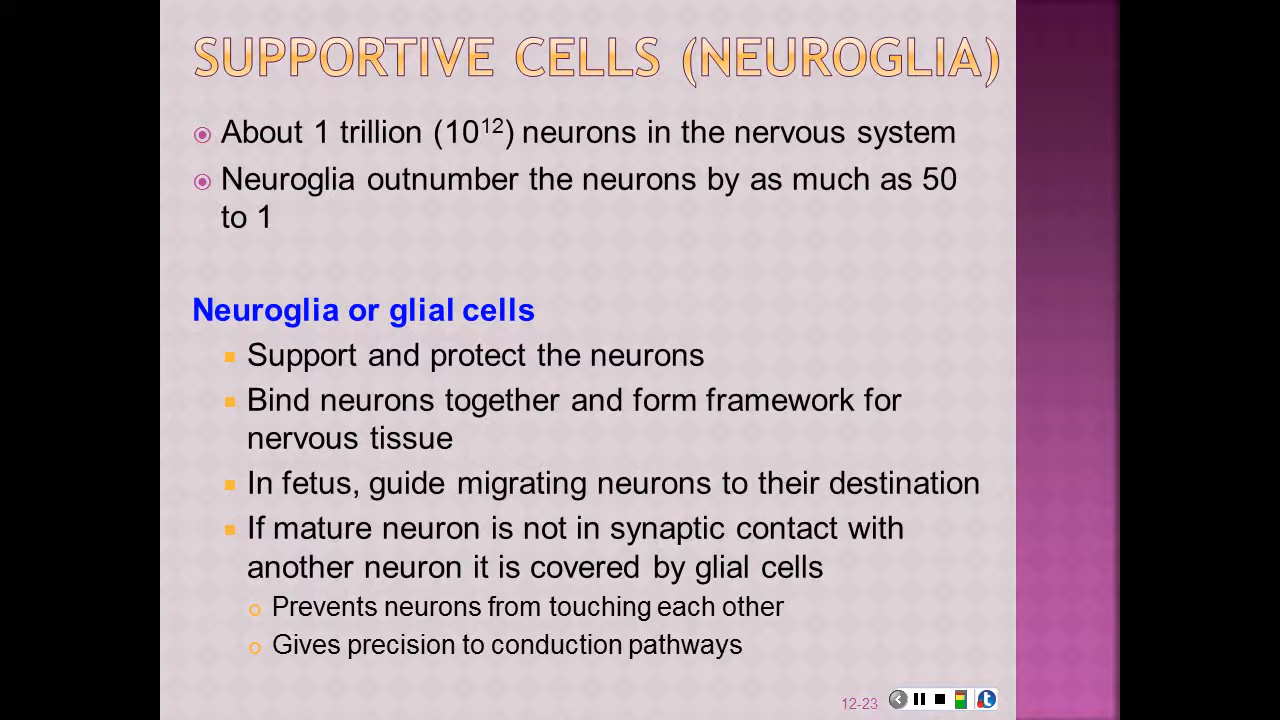 SUPPORTIVE CELLS (NEUROGLIA)
About 1 trillion (10¹²) neurons in the nervous system
Neuroglia outnumber the neurons by as much as 50
to 1
Neuroglia or glial cells
Support and protect the neurons
Bind neurons together and form framework for
nervous tissue
In fetus, guide migrating neurons to their destination
If mature neuron is not in synaptic contact with
another neuron it is covered by glial cells
Prevents neurons from touching each other
Gives precision to conduction pathways
12-23
t